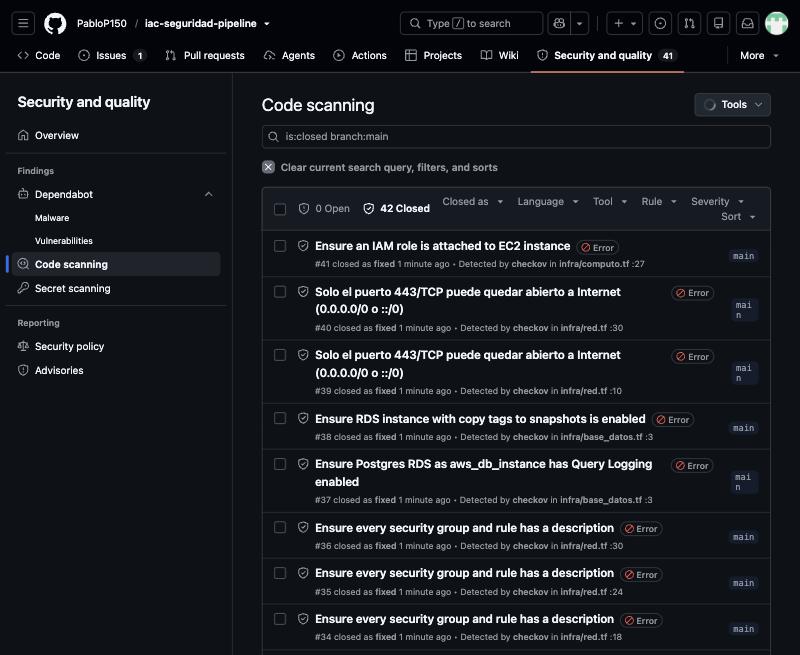 PabloP150 / iac-seguridad-pipeline
Type / to search
Code Issues 1 Pull requests Agents Actions Projects Wiki Security and quality 41 More
Security and quality
Overview
Findings
Dependabot
Malware
Vulnerabilities
Code scanning
Secret scanning
Reporting
Security policy
Advisories
Code scanning
Tools
is:closed branch:main
Clear current search query, filters, and sorts
0 Open 42 Closed Closed as Language Tool Rule Severity
Sort
Ensure an IAM role is attached to EC2 instance Error
#41 closed as fixed 1 minute ago • Detected by checkov in infra/computo.tf :27
main
Solo el puerto 443/TCP puede quedar abierto a Internet Error
(0.0.0.0/0 o ::/0)
#40 closed as fixed 1 minute ago • Detected by checkov in infra/red.tf :30
mai
n
Solo el puerto 443/TCP puede quedar abierto a Internet Error
(0.0.0.0/0 o ::/0)
#39 closed as fixed 1 minute ago • Detected by checkov in infra/red.tf :10
mai
n
Ensure RDS instance with copy tags to snapshots is enabled Error
#38 closed as fixed 1 minute ago • Detected by checkov in infra/base_datos.tf :3
main
Ensure Postgres RDS as aws_db_instance has Query Logging Error
enabled
#37 closed as fixed 1 minute ago • Detected by checkov in infra/base_datos.tf :3
mai
n
Ensure every security group and rule has a description Error
#36 closed as fixed 1 minute ago • Detected by checkov in infra/red.tf :30
main
Ensure every security group and rule has a description Error
#35 closed as fixed 1 minute ago • Detected by checkov in infra/red.tf :24
main
Ensure every security group and rule has a description Error
#34 closed as fixed 1 minute ago • Detected by checkov in infra/red.tf :18
main